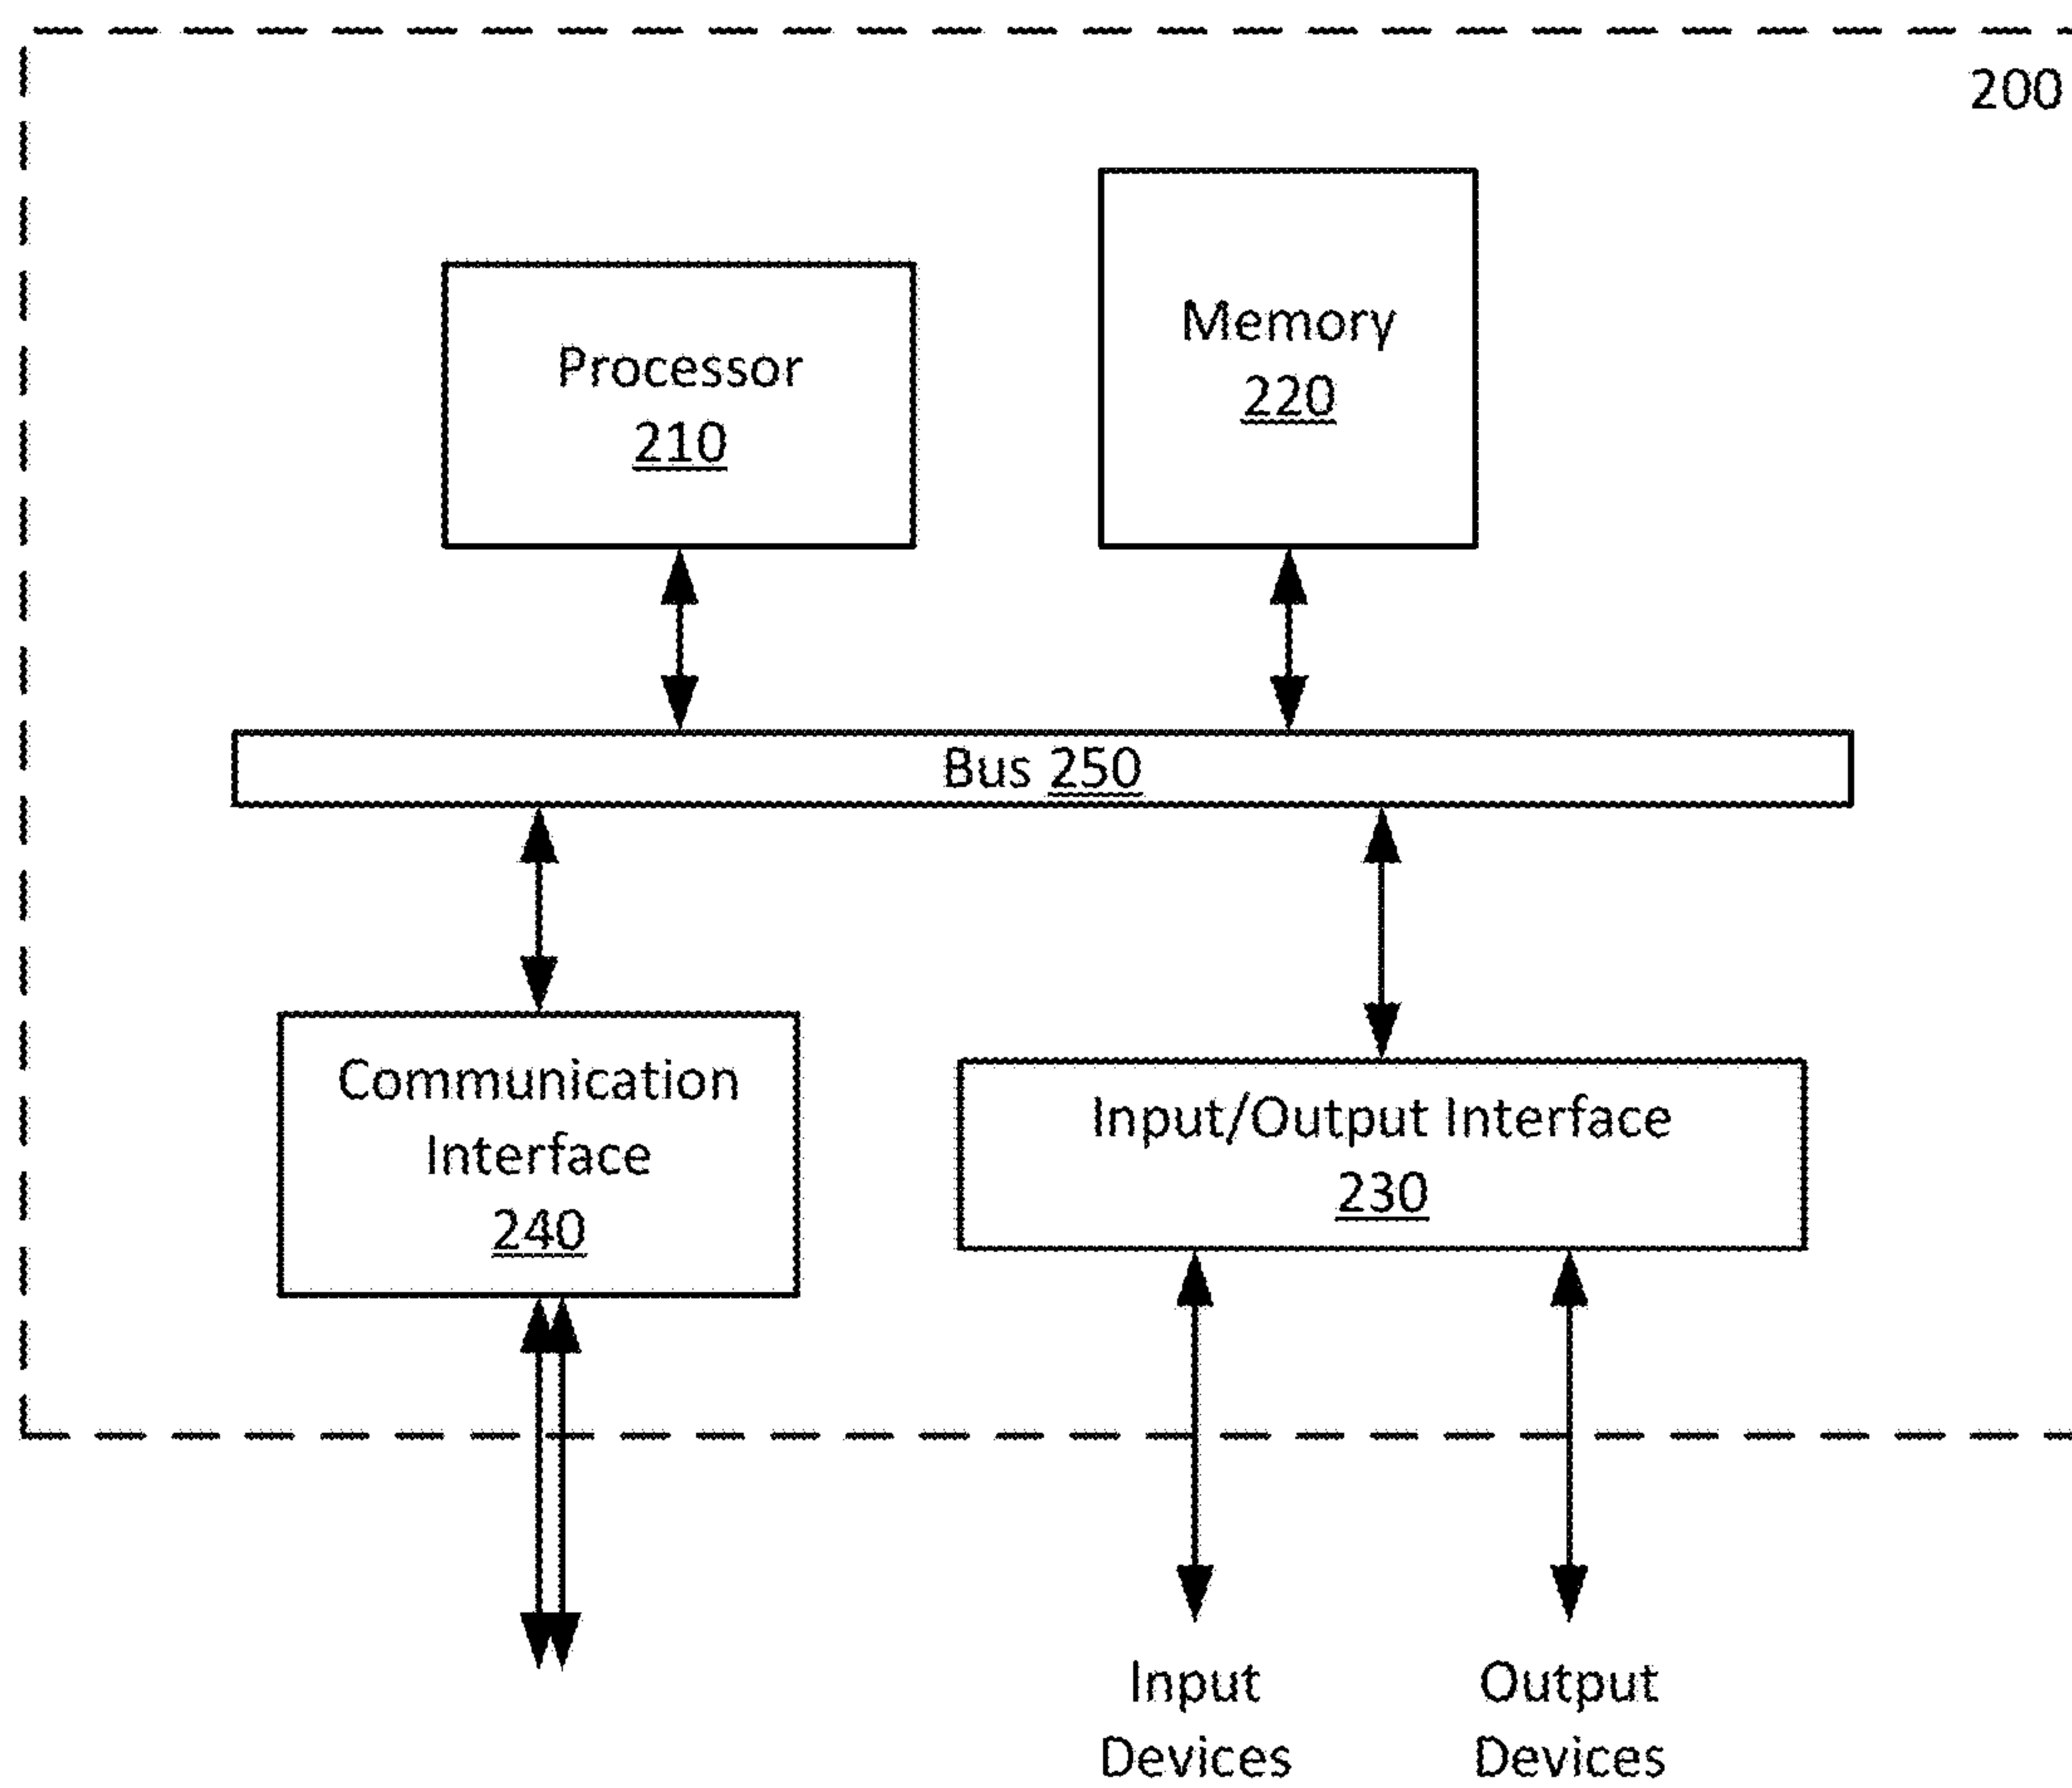 200
Processor
210
Memory
220
Bus 250
Communication
Interface
240
Input/Output Interface
230
Input
Devices
Output
Devices